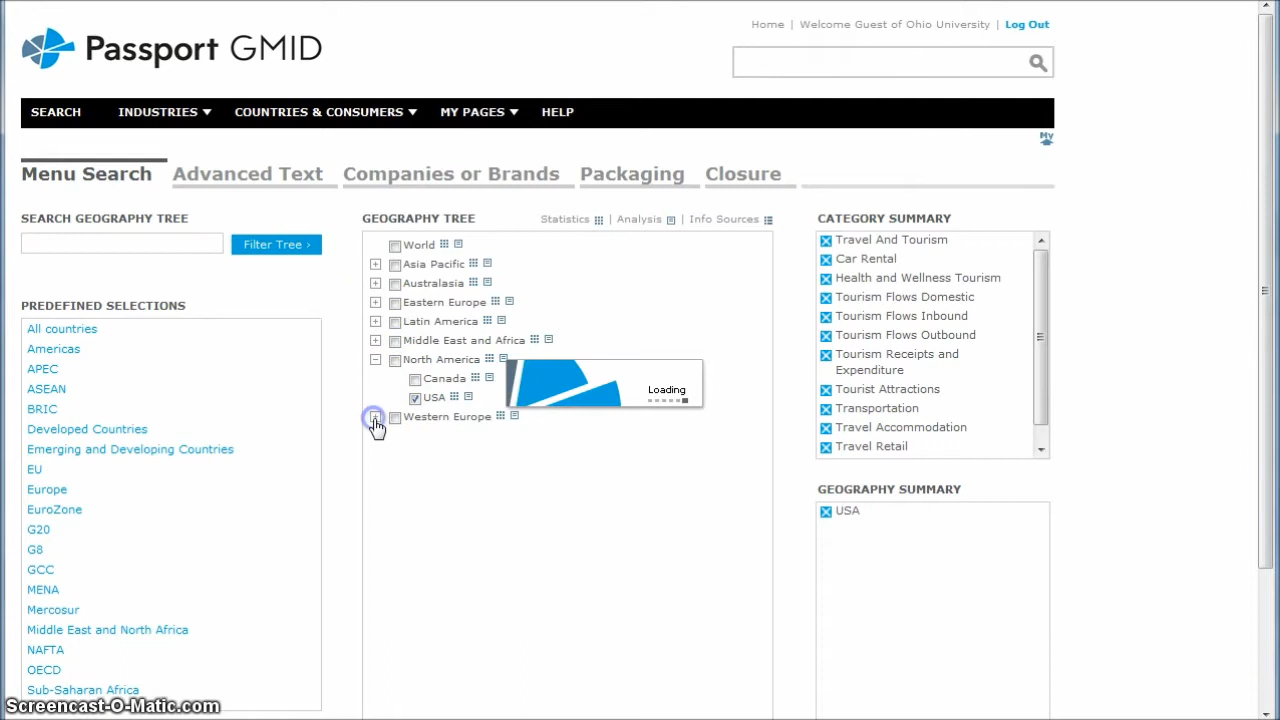 Home | Welcome Guest of Ohio University | Log Out
Passport GMID
SEARCH INDUSTRIES COUNTRIES & CONSUMERS MY PAGES HELP
My
Menu Search Advanced Text Companies or Brands Packaging Closure
SEARCH GEOGRAPHY TREE
Filter Tree ›
PREDEFINED SELECTIONS
All countries
Americas
APEC
ASEAN
BRIC
Developed Countries
Emerging and Developing Countries
EU
Europe
EuroZone
G20
G8
GCC
MENA
Mercosur
Middle East and North Africa
NAFTA
OECD
Sub-Saharan Africa
GEOGRAPHY TREE Statistics | Analysis | Info Sources
World
Asia Pacific
Australasia
Eastern Europe
Latin America
Middle East and Africa
North America
Canada
USA
Western Europe
Loading
CATEGORY SUMMARY
Travel And Tourism
Car Rental
Health and Wellness Tourism
Tourism Flows Domestic
Tourism Flows Inbound
Tourism Flows Outbound
Tourism Receipts and
Expenditure
Tourist Attractions
Transportation
Travel Accommodation
Travel Retail
GEOGRAPHY SUMMARY
USA
Screencast-O-Matic.com